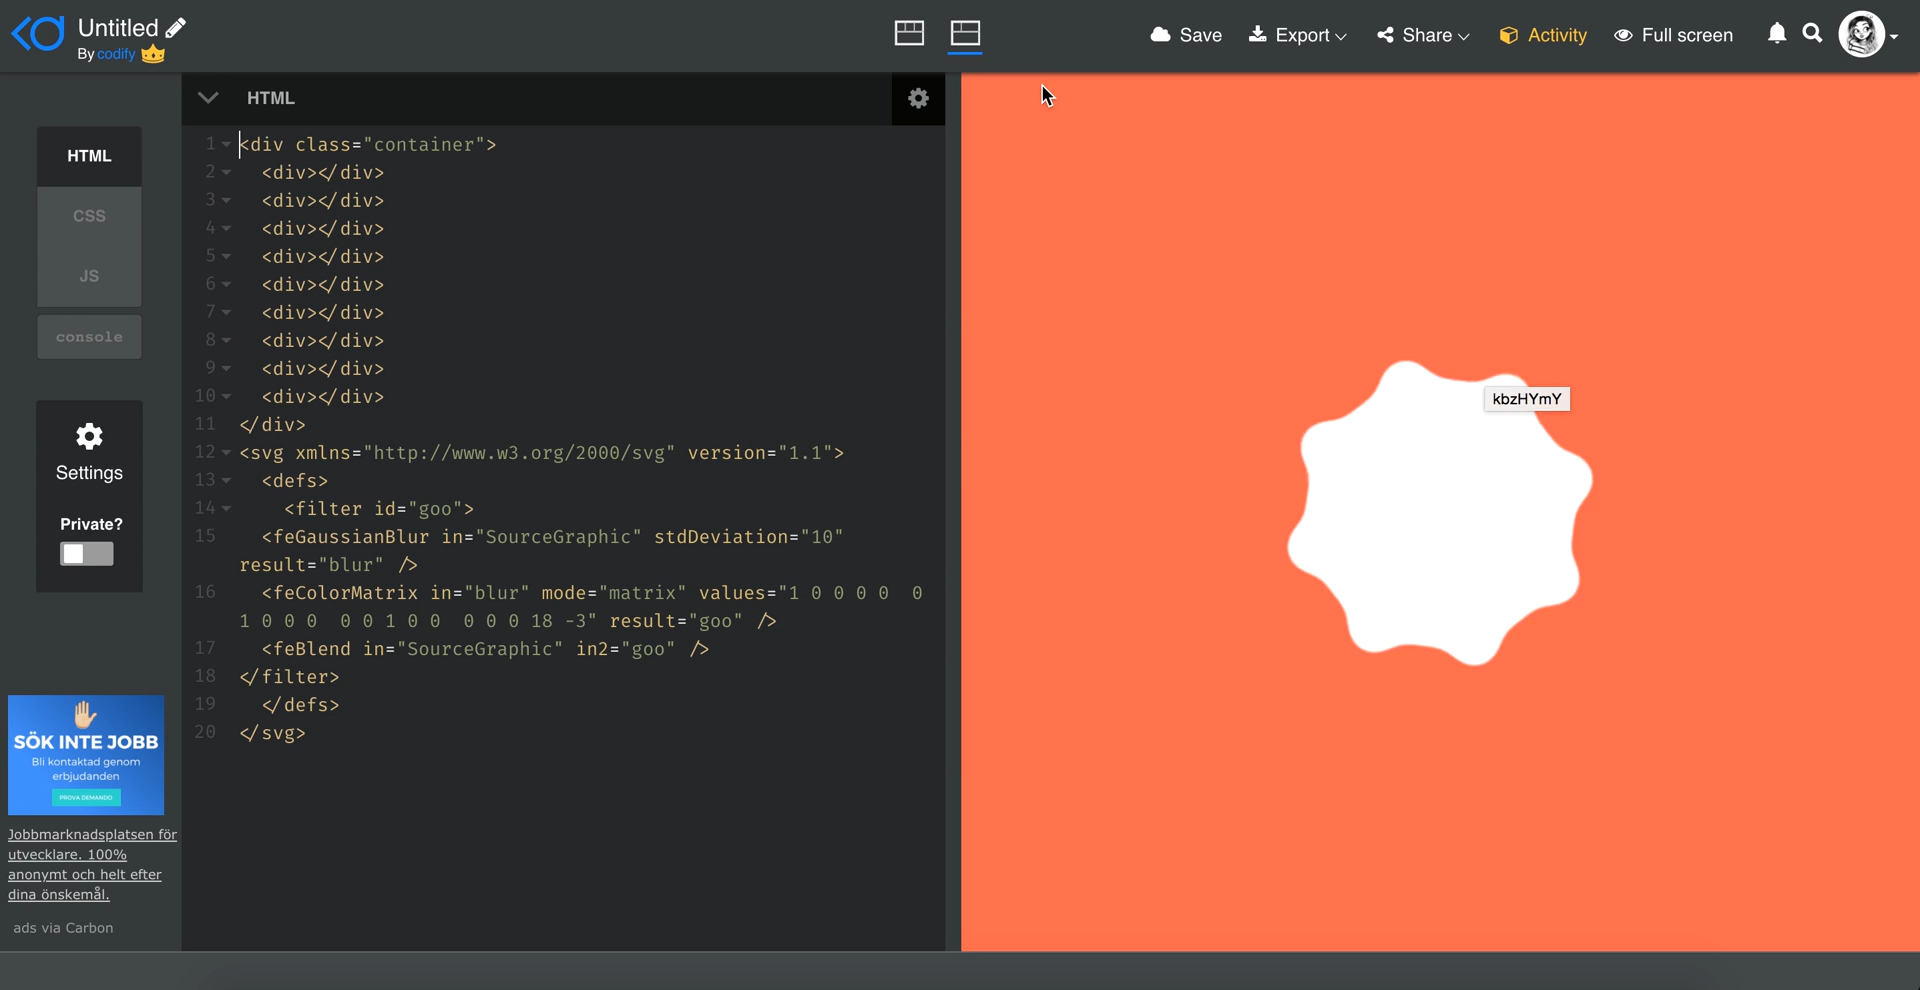 Untitled
By codify
Save
Export
Share
Activity
Full screen
HTML
CSS
JS
console
Settings
Private?
SÖK INTE JOBB
Bli kontaktad genom
erbjudanden
PROVA DEMANDO
Jobbmarknadsplatsen för
utvecklare. 100%
anonymt och helt efter
dina önskemål.
ads via Carbon
HTML
1 <div class="container">
2 <div></div>
3 <div></div>
4 <div></div>
5 <div></div>
6 <div></div>
7 <div></div>
8 <div></div>
9 <div></div>
10 <div></div>
11 </div>
12 <svg xmlns="http://www.w3.org/2000/svg" version="1.1">
13 <defs>
14 <filter id="goo">
15 <feGaussianBlur in="SourceGraphic" stdDeviation="10"
result="blur" />
16 <feColorMatrix in="blur" mode="matrix" values="1 0 0 0 0  0
1 0 0 0  0 0 1 0 0  0 0 0 18 -3" result="goo" />
17 <feBlend in="SourceGraphic" in2="goo" />
18 </filter>
19 </defs>
20 </svg>
kbzHYmY